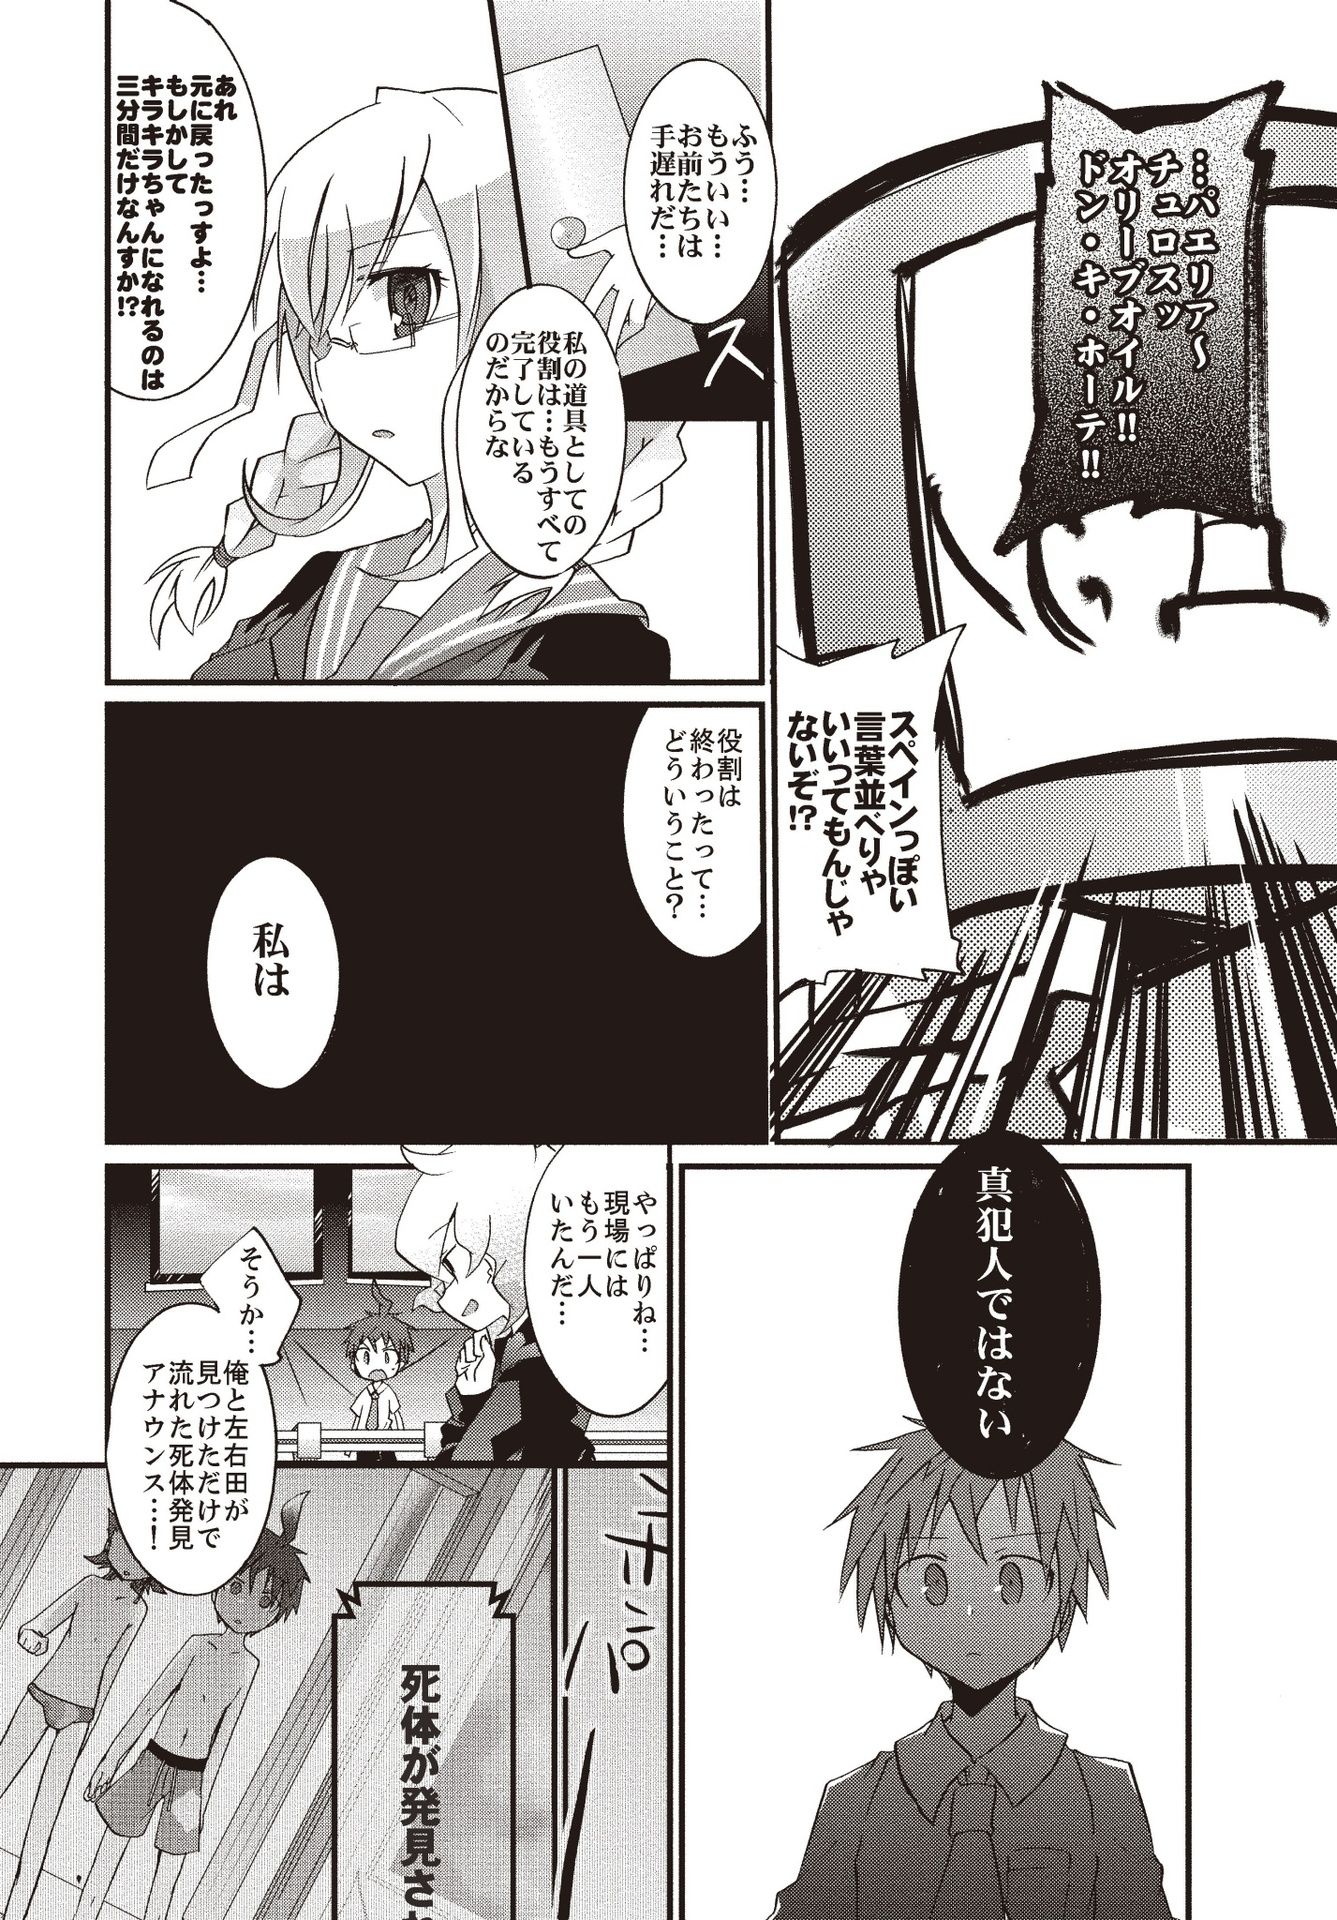 …パエリア～
チュロスッ
オリーブオイル!!
ドン・キ・ホーテ!!
スペインっぽい
言葉並べりゃ
いいってもんじゃ
ないぞ!?
ふう…
もういい…
お前たちは
手遅れだ…
ス
私の道具としての
役割は…もうすべて
完了している
のだからな
あれ
元に戻ったっすよ…
もしかして
キラキラちゃんになれるのは
三分間だけなんすか!?
役割は
終わったって…
どういうこと？
私は
真犯人ではない
やっぱりね…
現場には
もう一人
いたんだ…
そうか…
俺と左右田が
見つけただけで
流れた死体発見
アナウンス…！
死体が発見され